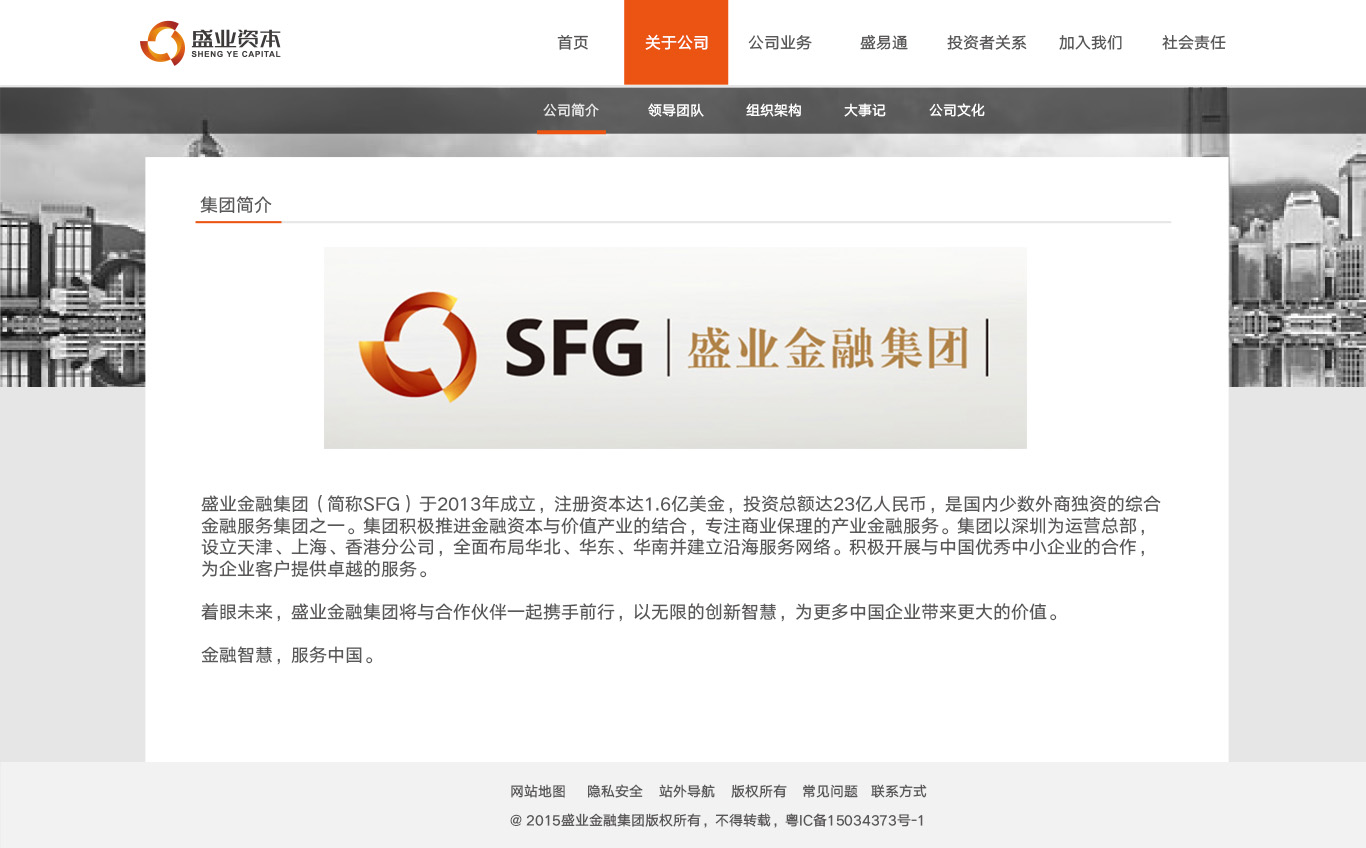 盛业资本
SHENG YE CAPITAL
首页 关于公司 公司业务 盛易通 投资者关系 加入我们 社会责任
公司简介 领导团队 组织架构 大事记 公司文化
集团简介
SFG | 盛业金融集团 |
盛业金融集团（简称SFG）于2013年成立，注册资本达1.6亿美金，投资总额达23亿人民币，是国内少数外商独资的综合
金融服务集团之一。集团积极推进金融资本与价值产业的结合，专注商业保理的产业金融服务。集团以深圳为运营总部，
设立天津、上海、香港分公司，全面布局华北、华东、华南并建立沿海服务网络。积极开展与中国优秀中小企业的合作，
为企业客户提供卓越的服务。
着眼未来，盛业金融集团将与合作伙伴一起携手前行，以无限的创新智慧，为更多中国企业带来更大的价值。
金融智慧，服务中国。
网站地图 隐私安全 站外导航 版权所有 常见问题 联系方式
@ 2015盛业金融集团版权所有，不得转载，粤IC备15034373号-1